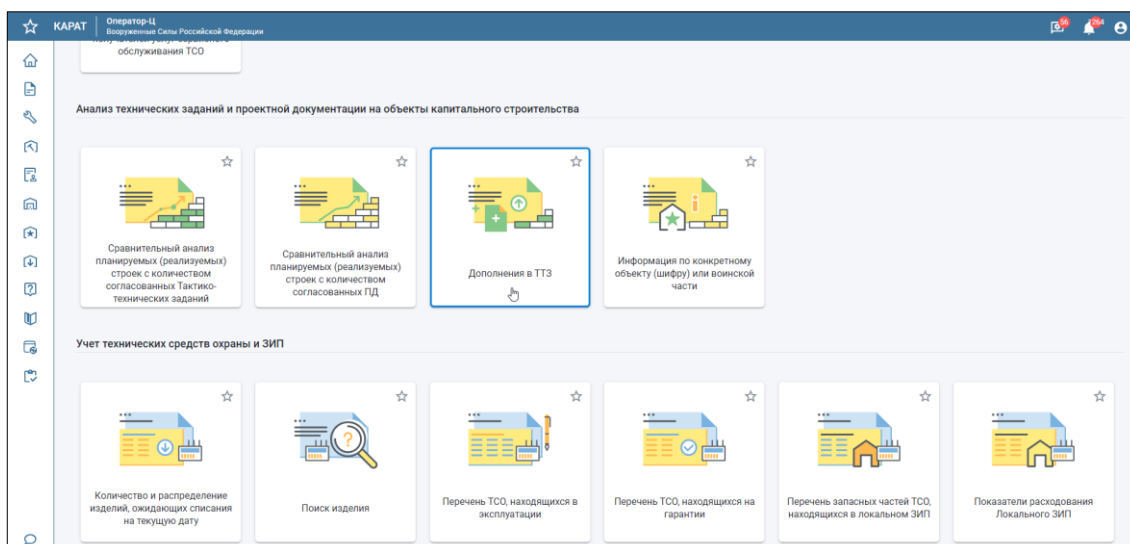 КАРАТ
Оператор-Ц
Вооруженные Силы Российской Федерации
56
264
обслуживания ТСО
Анализ технических заданий и проектной документации на объекты капитального строительства
Сравнительный анализ
планируемых (реализуемых)
строек с количеством
согласованных Тактико-
технических заданий
Сравнительный анализ
планируемых (реализуемых)
строек с количеством
согласованных ПД
Дополнения в ТТЗ
Информация по конкретному
объекту (шифру) или воинской
части
Учет технических средств охраны и ЗИП
Количество и распределение
изделий, ожидающих списания
на текущую дату
Поиск изделия
Перечень ТСО, находящихся в
эксплуатации
Перечень ТСО, находящихся на
гарантии
Перечень запасных частей ТСО,
находящихся в локальном ЗИП
Показатели расходования
Локального ЗИП